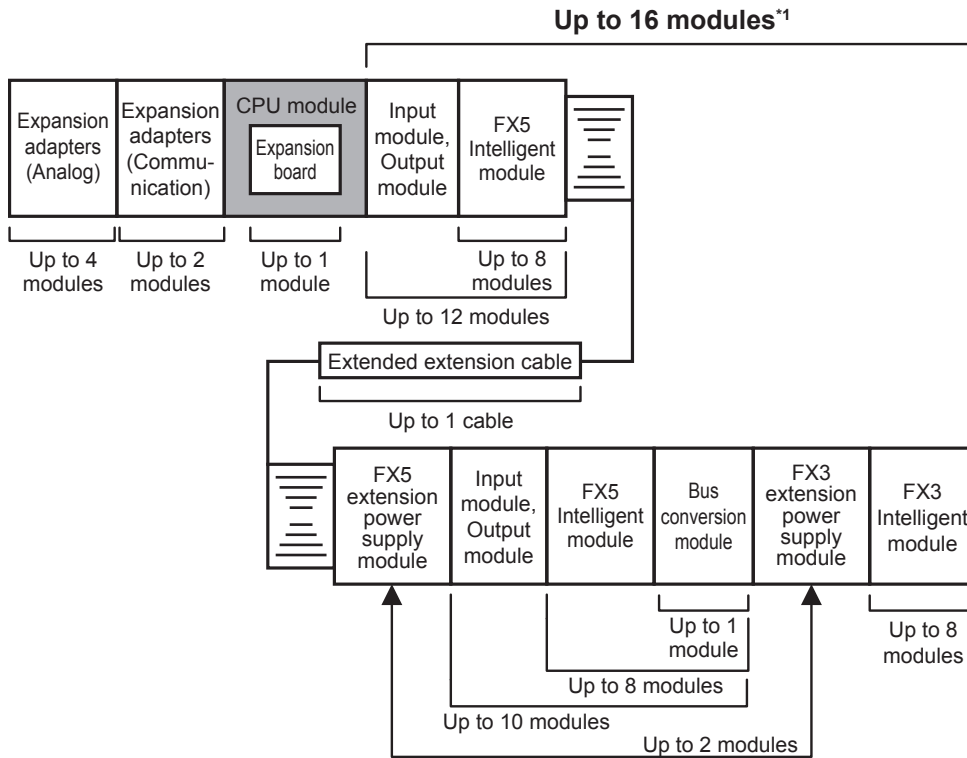 Up to 16 modules*1
Expansion
adapters
(Analog)
Expansion
adapters
(Commu-
nication)
CPU module
Expansion
board
Input
module,
Output
module
FX5
Intelligent
module
Up to 4
modules
Up to 2
modules
Up to 1
module
Up to 8
modules
Up to 12 modules
Extended extension cable
Up to 1 cable
FX5
extension
power
supply
module
Input
module,
Output
module
FX5
Intelligent
module
Bus
conversion
module
FX3
extension
power
supply
module
FX3
Intelligent
module
Up to 1
module
Up to 8
modules
Up to 8 modules
Up to 10 modules
Up to 2 modules